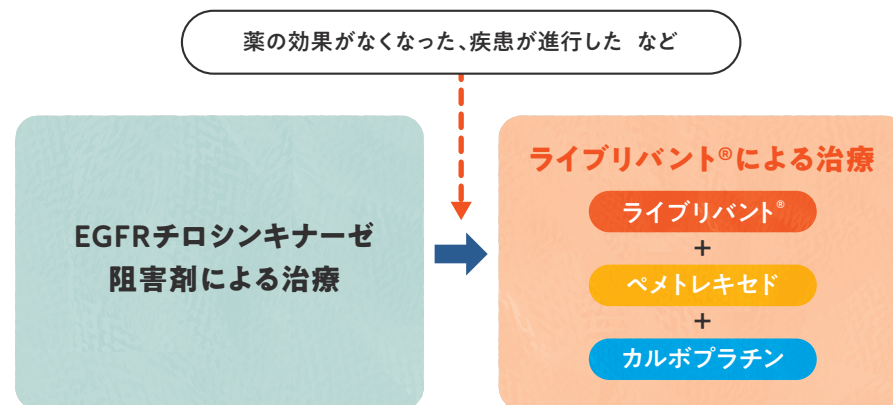 薬の効果がなくなった、疾患が進行した など
EGFRチロシンキナーゼ
阻害剤による治療
ライブリバント®による治療
ライブリバント®
+
ペメトレキセド
+
カルボプラチン